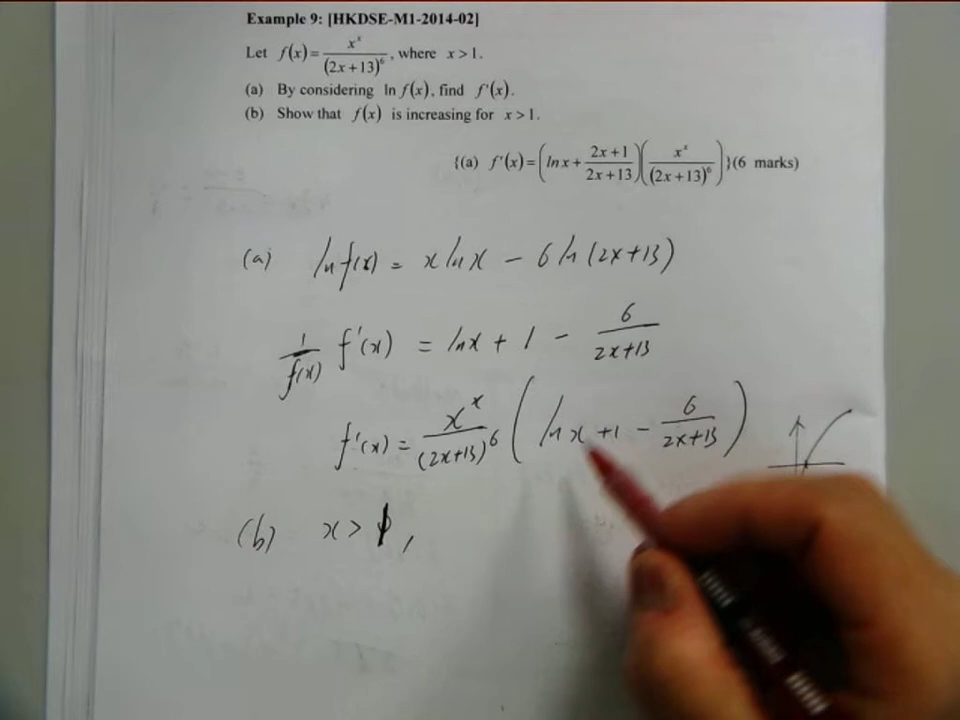 Example 9: [HKDSE-M1-2014-02]
Let f(x) = x^x / (2x+13)^6, where x > 1.
(a) By considering ln f(x), find f'(x).
(b) Show that f(x) is increasing for x > 1.
{(a) f'(x) = (ln x + (2x+1)/(2x+13)) (x^x/(2x+13)^6)}(6 marks)
(a) ln f(x) = x ln x − 6 ln (2x+13)
1/f(x) f'(x) = ln x + 1 − 6/(2x+13)
f'(x) = x^x/(2x+13)^6 (ln x + 1 − 6/(2x+13))
(b) x > 1,